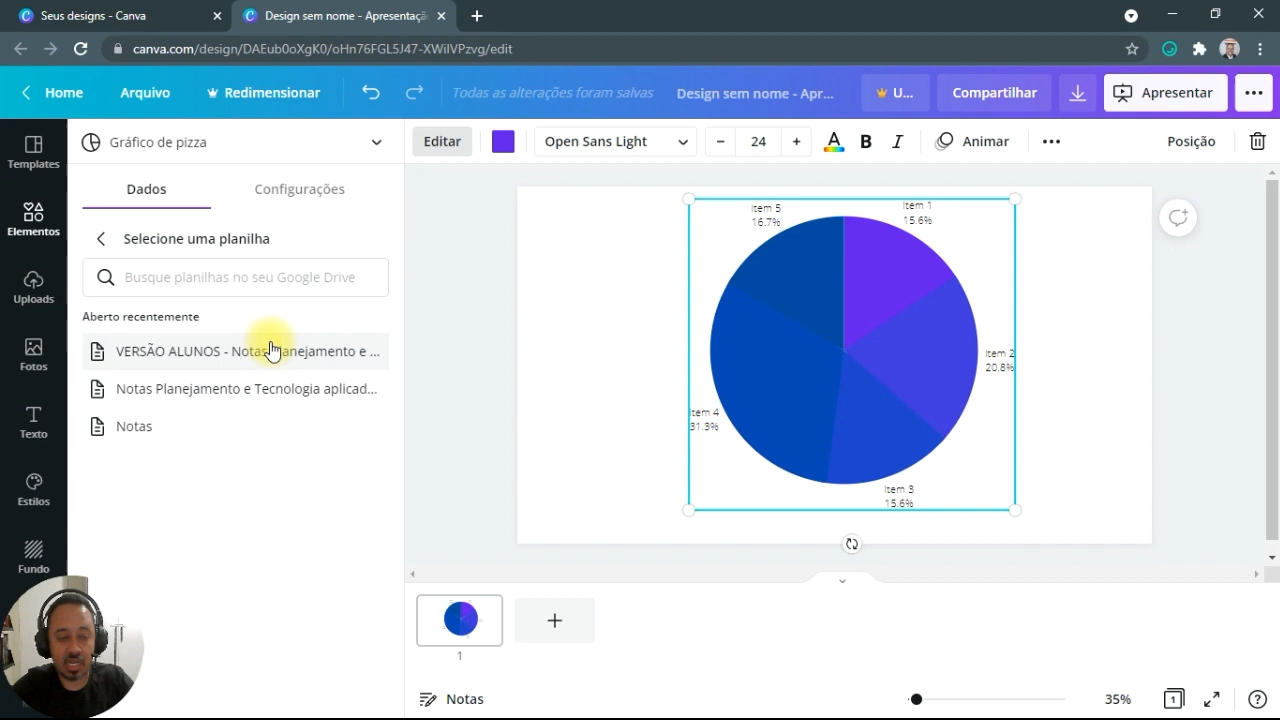 Seus designs - Canva
Design sem nome - Apresentaçã
canva.com/design/DAEub0oXgK0/oHn76FGL5J47-XWiIVPzvg/edit
Home
Arquivo
Redimensionar
Todas as alterações foram salvas
Design sem nome - Apr...
U...
Compartilhar
Apresentar
Templates
Elementos
Uploads
Fotos
Texto
Estilos
Fundo
Gráfico de pizza
Dados
Configurações
Selecione uma planilha
Busque planilhas no seu Google Drive
Aberto recentemente
VERSÃO ALUNOS - Notas Planejamento e ...
Notas Planejamento e Tecnologia aplicad...
Notas
Editar
Open Sans Light
24
A
B
I
Animar
Posição
Item 5
16.7%
Item 1
15.6%
Item 2
20.8%
Item 4
31.3%
Item 3
15.6%
1
Notas
35%
1